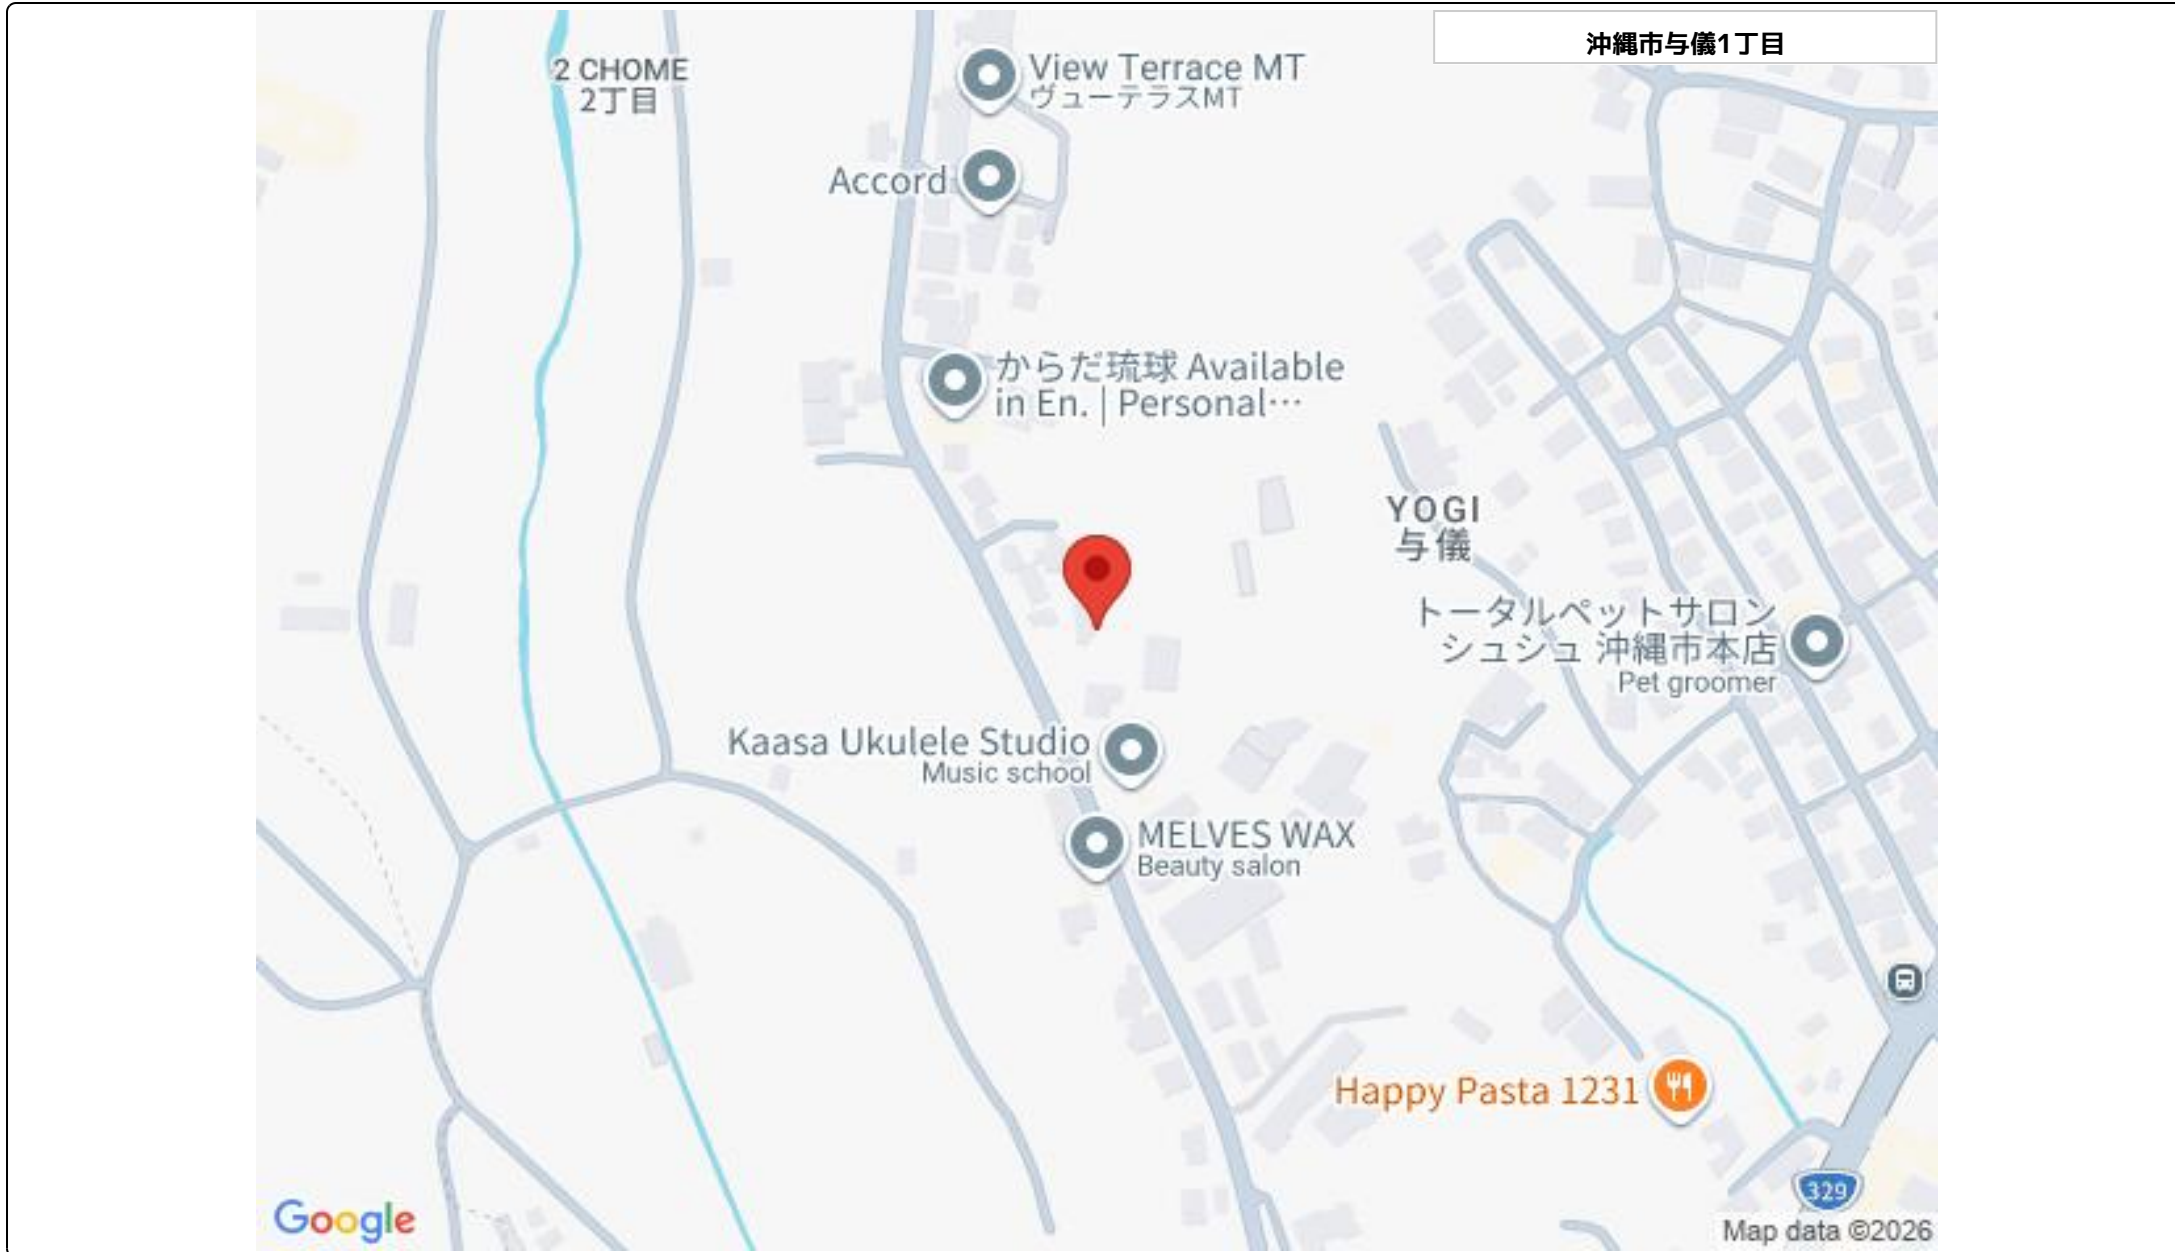 沖縄市与儀1丁目
2 CHOME
2丁目
View Terrace MT
ヴューテラスMT
Accord
からだ琉球 Available
in En. | Personal…
YOGI
与儀
トータルペットサロン
シュシュ 沖縄市本店
Pet groomer
Kaasa Ukulele Studio
Music school
MELVES WAX
Beauty salon
Happy Pasta 1231
329
Google
Map data ©2026